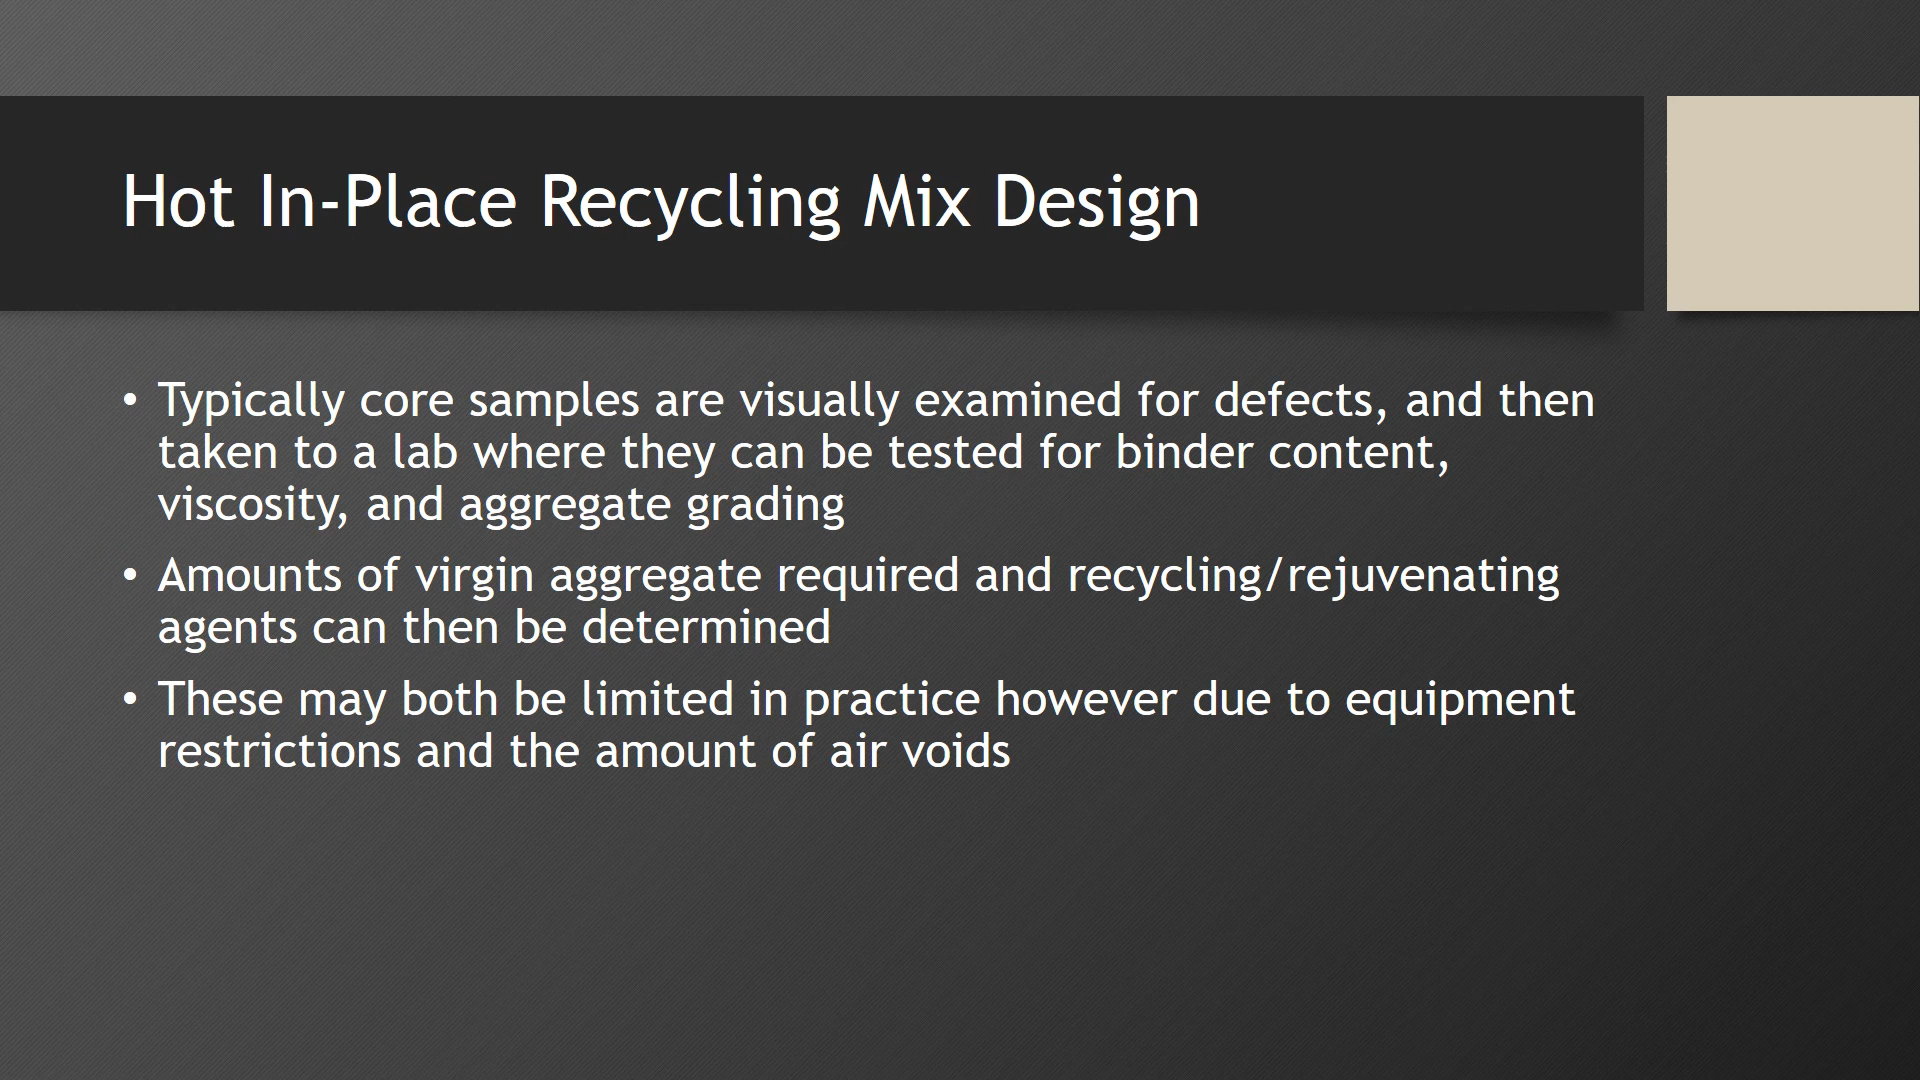 Hot In-Place Recycling Mix Design
• Typically core samples are visually examined for defects, and then
taken to a lab where they can be tested for binder content,
viscosity, and aggregate grading
• Amounts of virgin aggregate required and recycling/rejuvenating
agents can then be determined
• These may both be limited in practice however due to equipment
restrictions and the amount of air voids